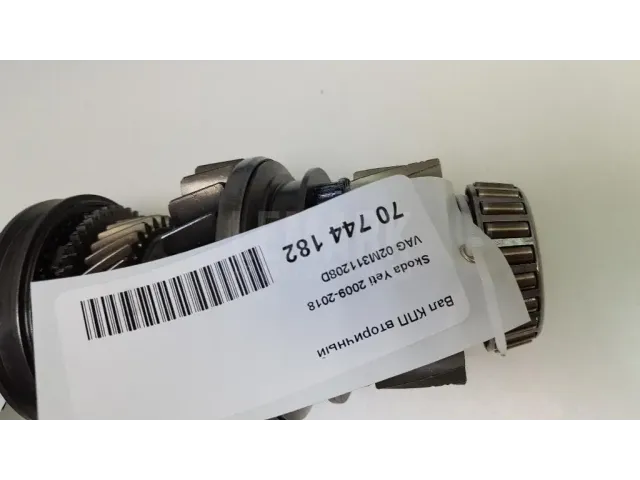 Вал КПП вторичный
Skoda Yeti 2009-2018
VAG 02M311208D
70 744 182